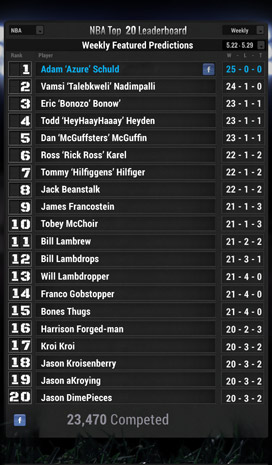 NBA NBA Top 20 Leaderboard Weekly
Weekly Featured Predictions 5.22 - 5.29
Rank Player W - L - T
1 Adam 'Azure' Schuld f 25 - 0 - 0
2 Vamsi 'Talebkweli' Nadimpalli 24 - 1 - 0
3 Eric 'Bonozo' Bonow' 23 - 1 - 1
4 Todd 'HeyHaayHaaay' Heyden 23 - 1 - 1
5 Dan 'McGuffsters' McGuffin 23 - 1 - 1
6 Ross 'Rick Ross' Karel 22 - 1 - 2
7 Tommy 'Hilfiggens' Hilfiger 22 - 1 - 2
8 Jack Beanstalk 22 - 1 - 2
9 James Francostein 21 - 1 - 3
10 Tobey McChoir 21 - 1 - 3
11 Bill Lambrew 21 - 2 - 2
12 Bill Lambdrops 21 - 3 - 1
13 Will Lambdropper 21 - 4 - 0
14 Franco Gobstopper 21 - 4 - 0
15 Bones Thugs 21 - 4 - 0
16 Harrison Forged-man 20 - 2 - 3
17 Kroi Kroi 20 - 3 - 2
18 Jason Kroisenberry 20 - 3 - 2
19 Jason aKroying 20 - 3 - 2
20 Jason DimePieces 20 - 3 - 2
f 23,470 Competed